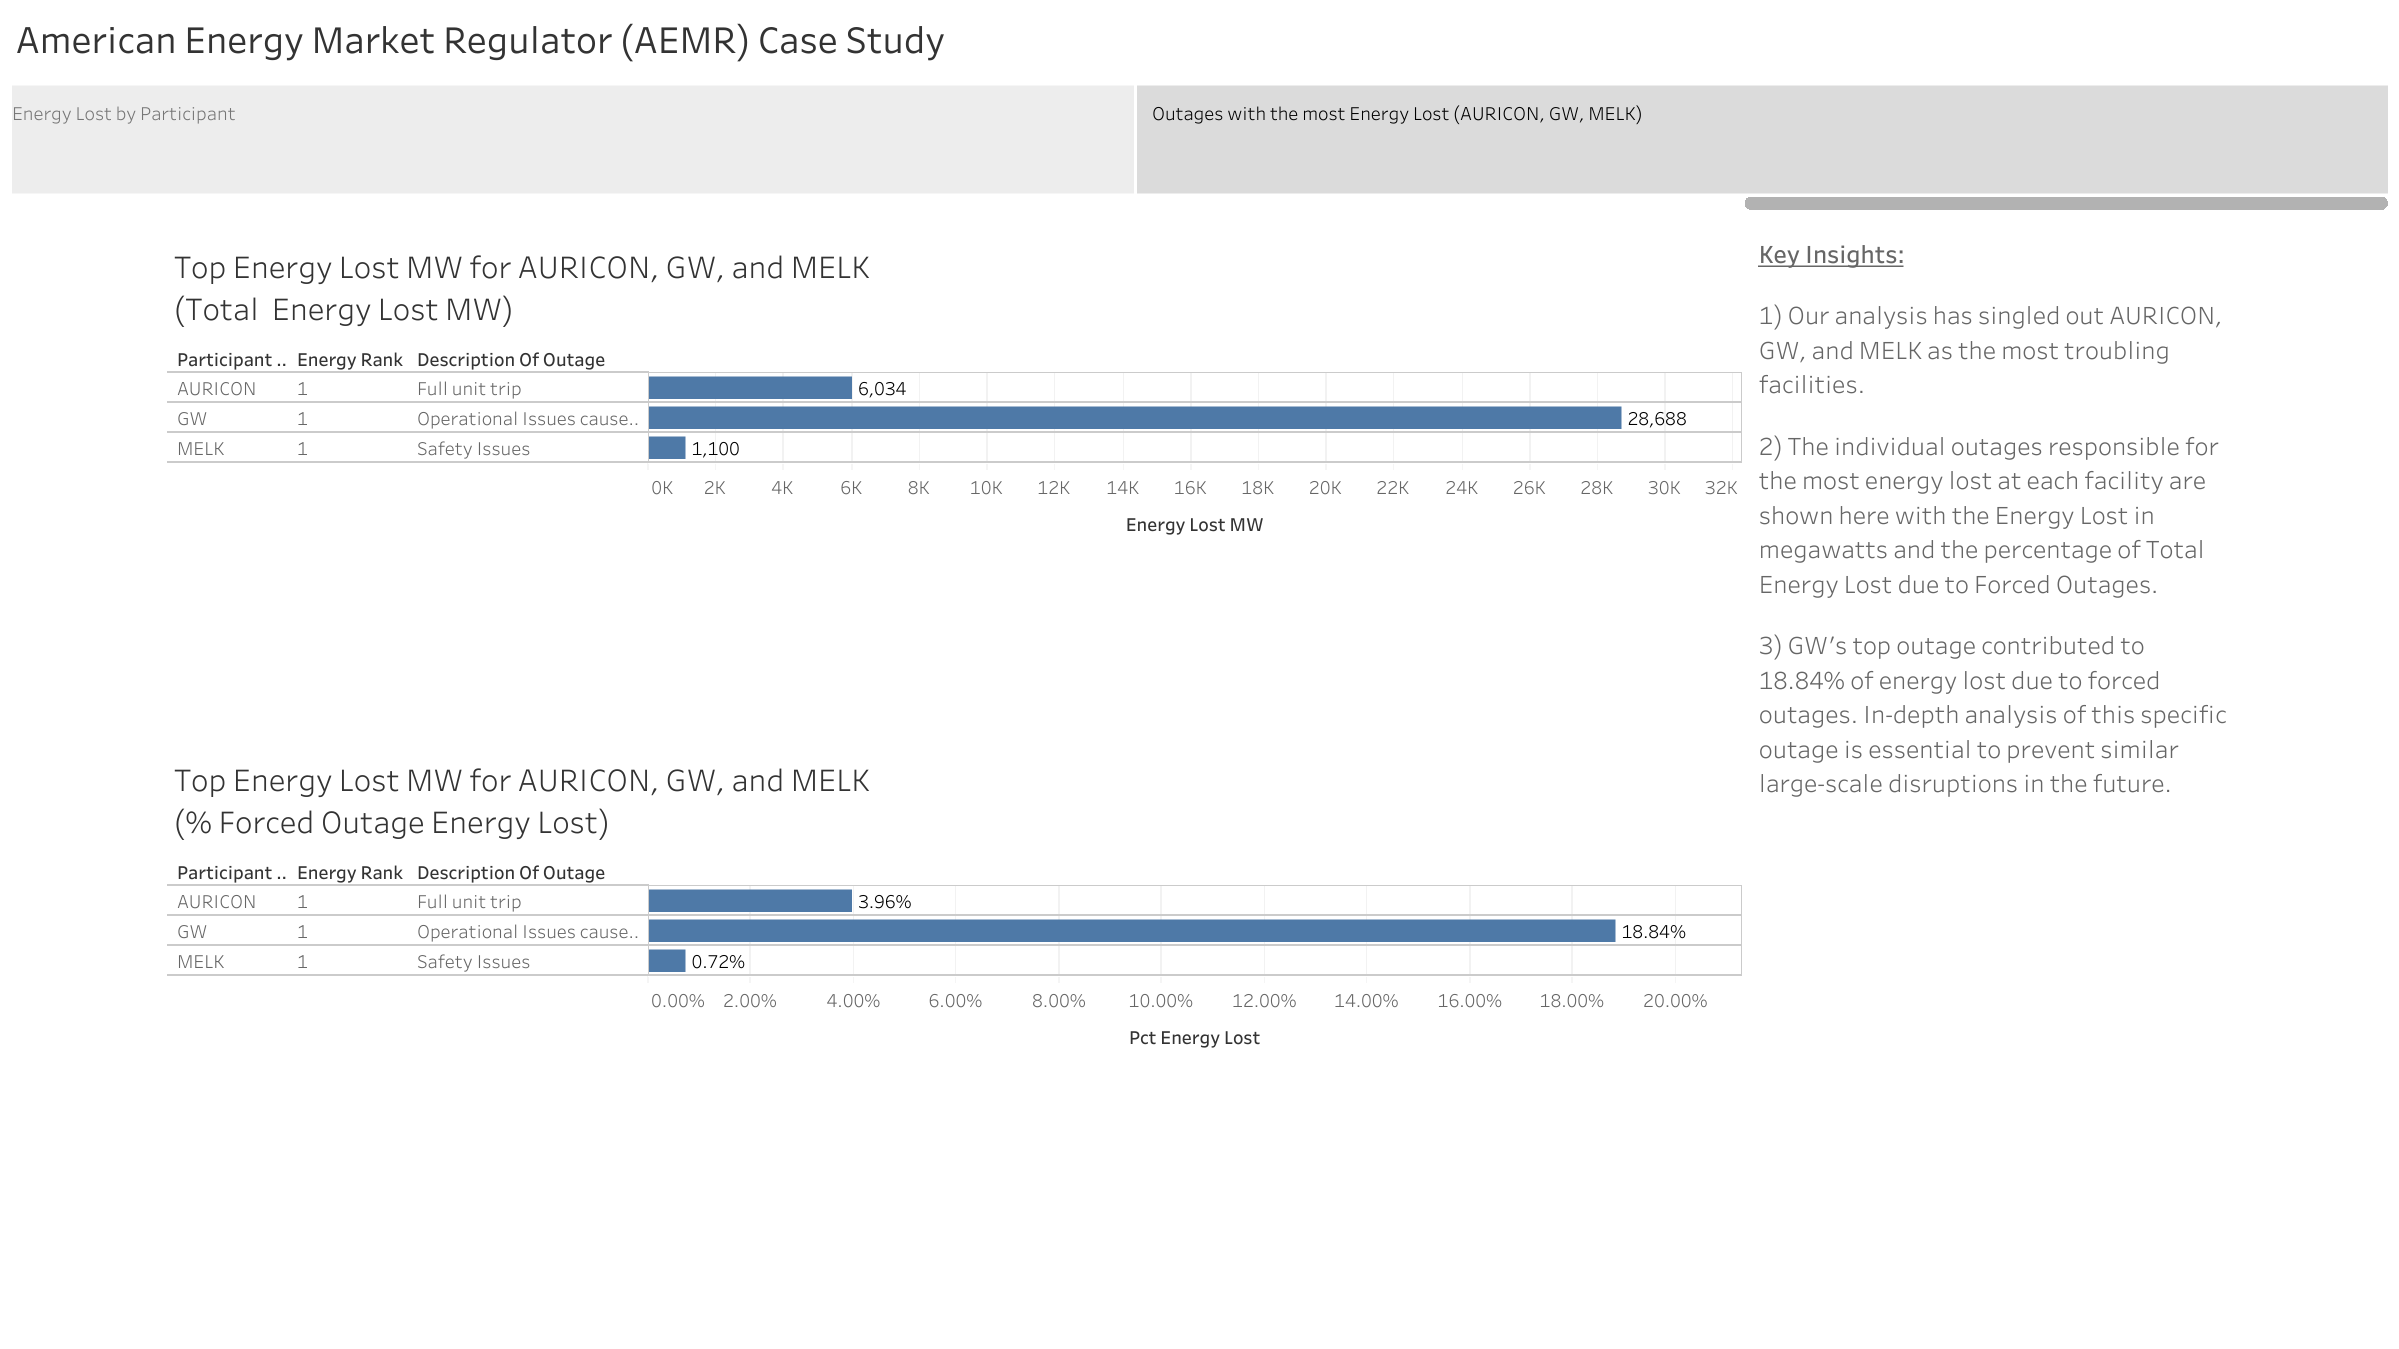 American Energy Market Regulator (AEMR) Case Study
Energy Lost by Participant
Outages with the most Energy Lost (AURICON, GW, MELK)
Top Energy Lost MW for AURICON, GW, and MELK
(Total  Energy Lost MW)
Participant .. Energy Rank Description Of Outage
AURICON 1 Full unit trip 6,034
GW 1 Operational Issues cause.. 28,688
MELK 1 Safety Issues 1,100
0K 2K 4K 6K 8K 10K 12K 14K 16K 18K 20K 22K 24K 26K 28K 30K 32K
Energy Lost MW
Top Energy Lost MW for AURICON, GW, and MELK
(% Forced Outage Energy Lost)
Participant .. Energy Rank Description Of Outage
AURICON 1 Full unit trip 3.96%
GW 1 Operational Issues cause.. 18.84%
MELK 1 Safety Issues 0.72%
0.00% 2.00% 4.00% 6.00% 8.00% 10.00% 12.00% 14.00% 16.00% 18.00% 20.00%
Pct Energy Lost
Key Insights:
1) Our analysis has singled out AURICON,
GW, and MELK as the most troubling
facilities.
2) The individual outages responsible for
the most energy lost at each facility are
shown here with the Energy Lost in
megawatts and the percentage of Total
Energy Lost due to Forced Outages.
3) GW’s top outage contributed to
18.84% of energy lost due to forced
outages. In-depth analysis of this specific
outage is essential to prevent similar
large-scale disruptions in the future.